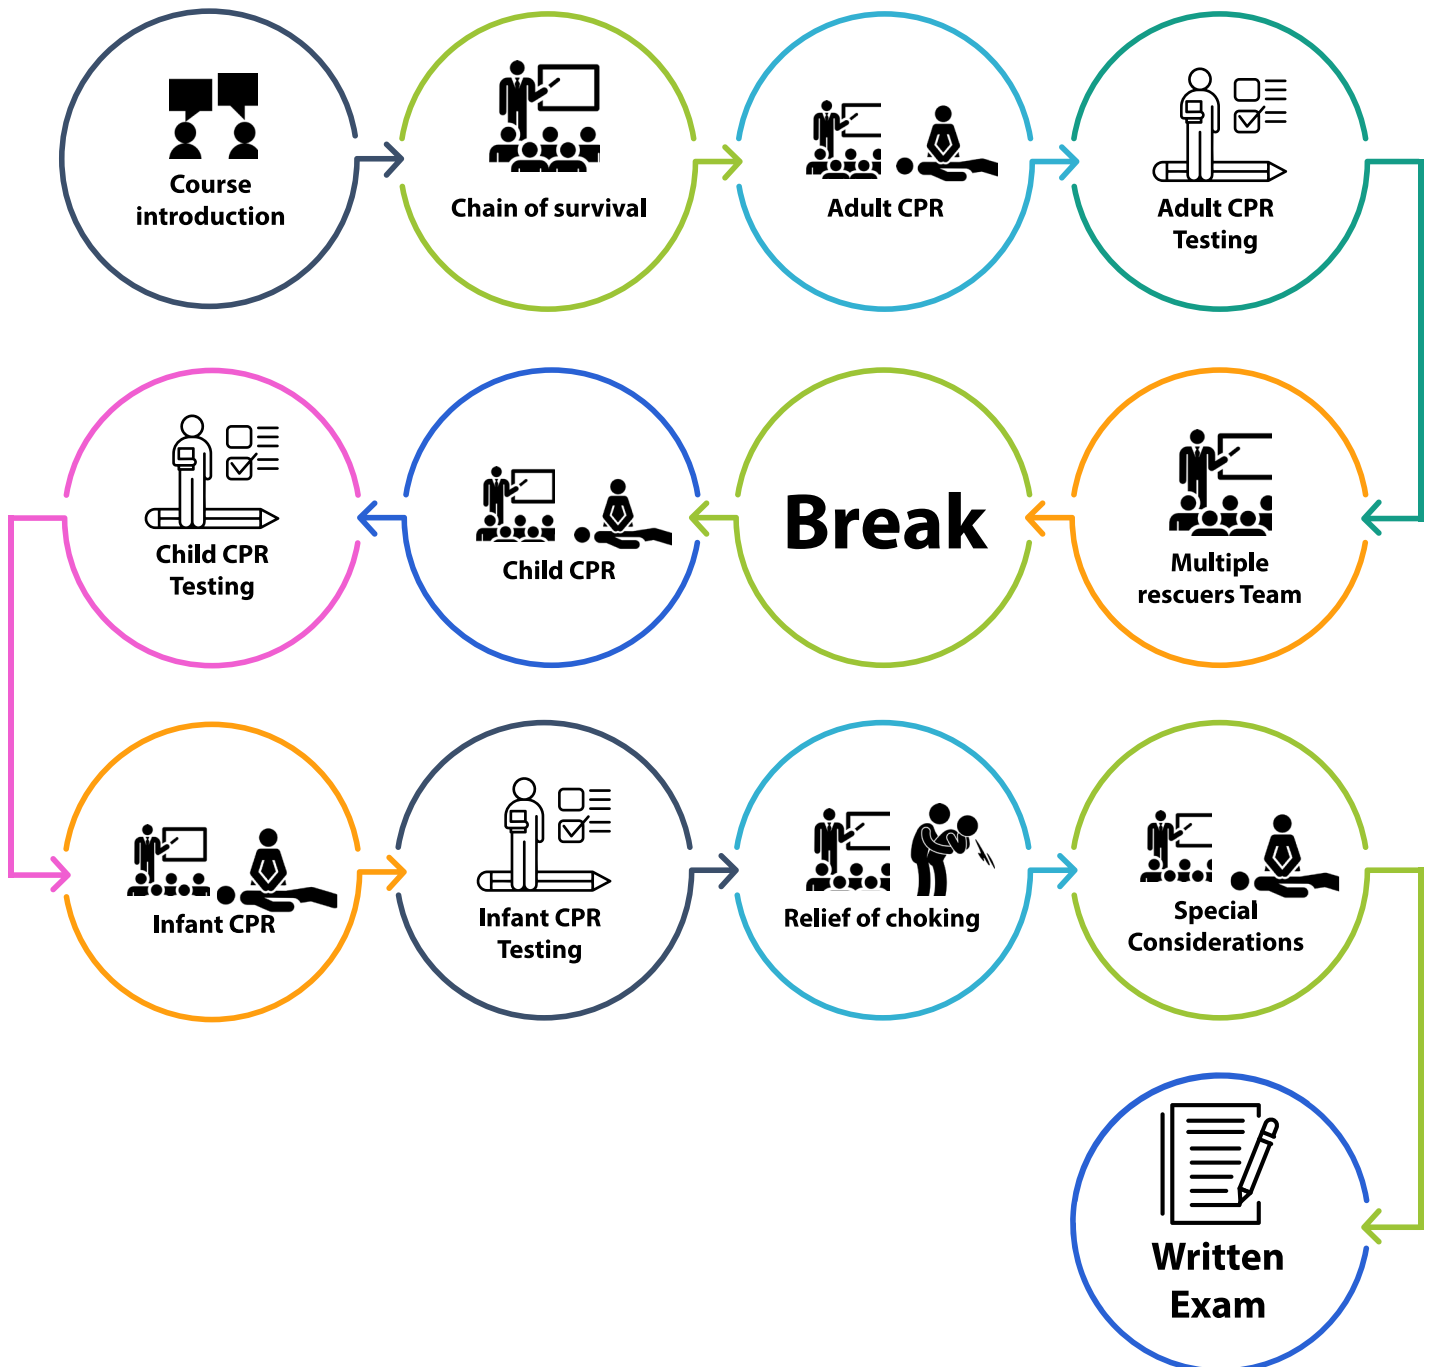 Course
introduction
Chain of survival
Adult CPR
Adult CPR
Testing
Child CPR
Testing
Child CPR
Break
Multiple
rescuers Team
Infant CPR
Infant CPR
Testing
Relief of choking
Special
Considerations
Written
Exam